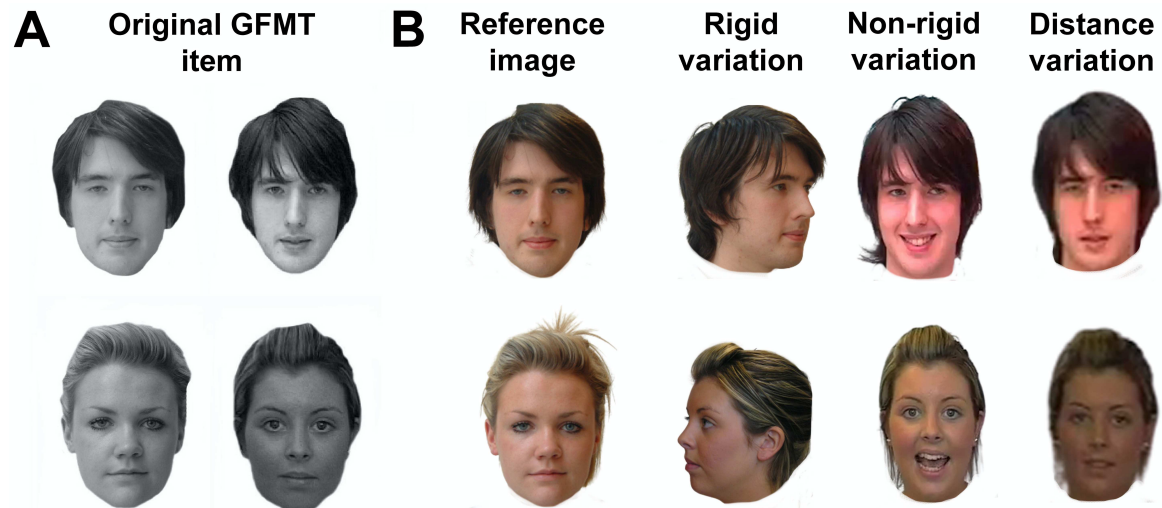 A
Original GFMT
item
B
Reference
image
Rigid
variation
Non-rigid
variation
Distance
variation